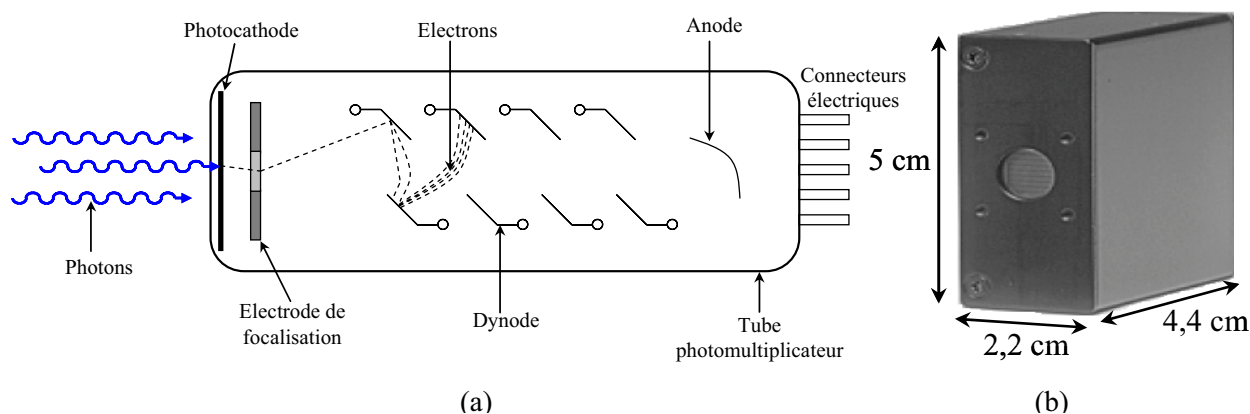 Photocathode
Electrons
Anode
Connecteurs
électriques
Photons
Electrode de
focalisation
Dynode
Tube
photomultiplicateur
(a)
5 cm
2,2 cm
4,4 cm
(b)